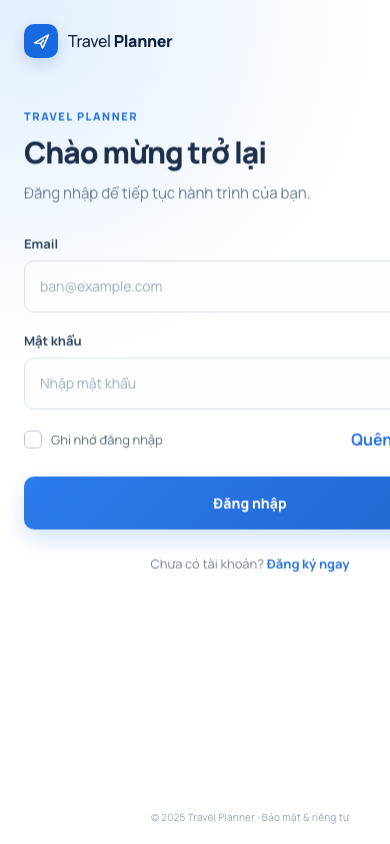 Travel Planner
TRAVEL PLANNER
Chào mừng trở lại
Đăng nhập để tiếp tục hành trình của bạn.
Email
ban@example.com
Mật khẩu
Nhập mật khẩu
Ghi nhớ đăng nhập Quên
Đăng nhập
Chưa có tài khoản? Đăng ký ngay
© 2025 Travel Planner · Bảo mật & riêng tư